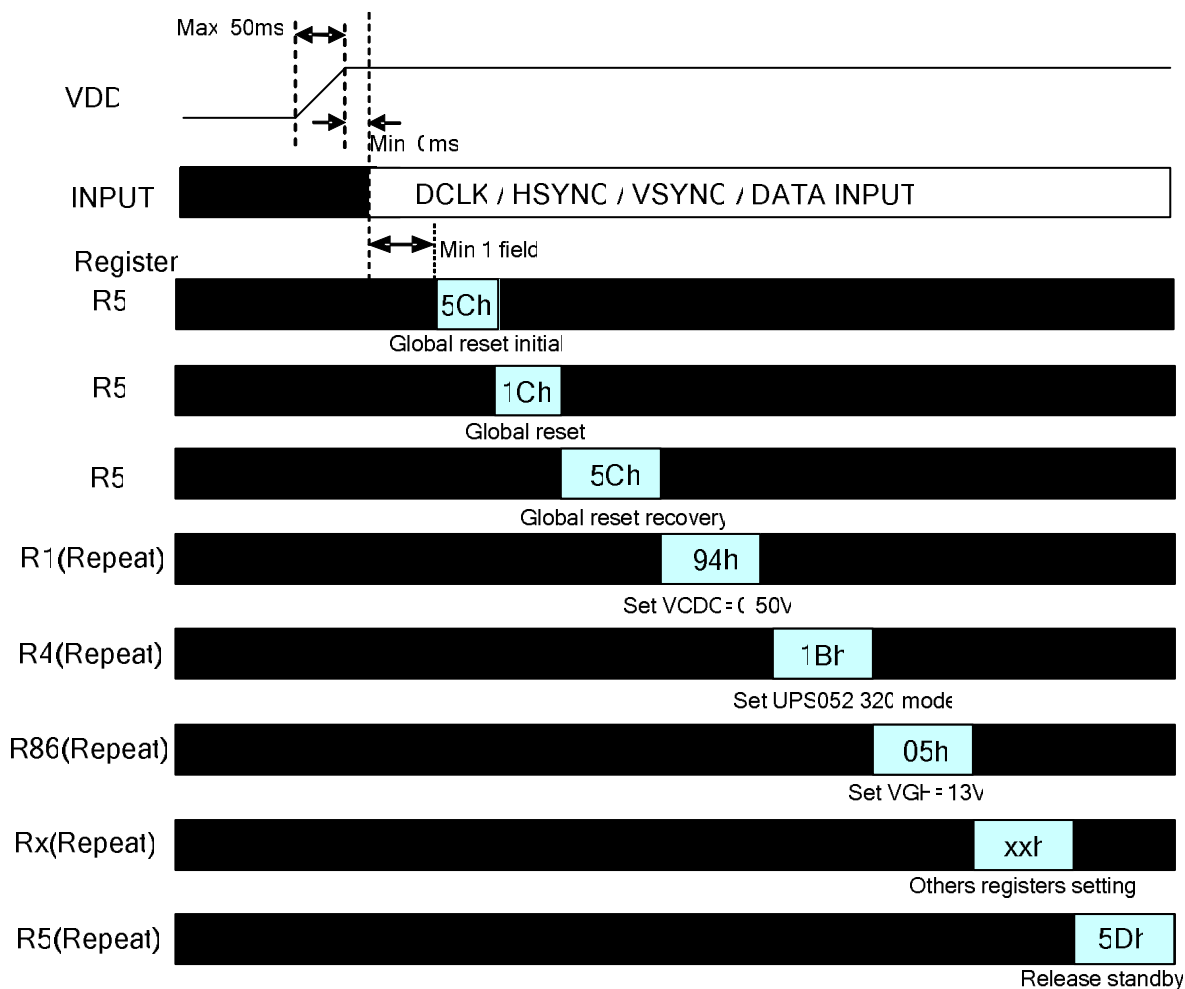 Max 50ms
VDD
Min 0ms
INPUT
DCLK / HSYNC / VSYNC / DATA INPUT
Min 1 field
Register
R5
5Ch
Global reset initial
R5
1Ch
Global reset
R5
5Ch
Global reset recovery
R1(Repeat)
94h
Set VCDC=0.50V
R4(Repeat)
1Bh
Set UPS052 320 mode
R86(Repeat)
05h
Set VGH=13V
Rx(Repeat)
xxh
Others registers setting
R5(Repeat)
5Dh
Release standby